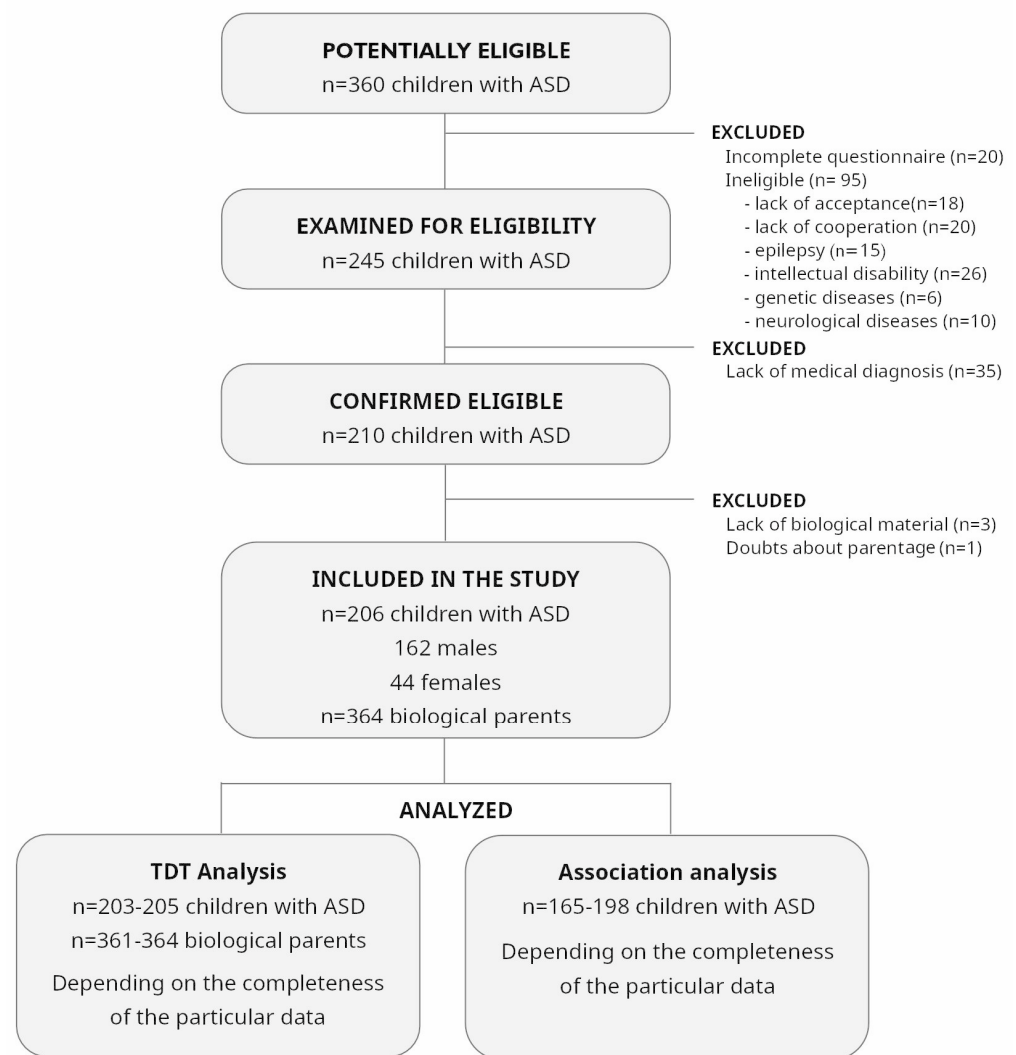 POTENTIALLY ELIGIBLE
n=360 children with ASD
EXCLUDED
Incomplete questionnaire (n=20)
Ineligible (n= 95)
- lack of acceptance(n=18)
- lack of cooperation (n=20)
- epilepsy (n=15)
- intellectual disability (n=26)
- genetic diseases (n=6)
- neurological diseases (n=10)
EXAMINED FOR ELIGIBILITY
n=245 children with ASD
EXCLUDED
Lack of medical diagnosis (n=35)
CONFIRMED ELIGIBLE
n=210 children with ASD
EXCLUDED
Lack of biological material (n=3)
Doubts about parentage (n=1)
INCLUDED IN THE STUDY
n=206 children with ASD
162 males
44 females
n=364 biological parents
ANALYZED
TDT Analysis
n=203-205 children with ASD
n=361-364 biological parents
Depending on the completeness
of the particular data
Association analysis
n=165-198 children with ASD
Depending on the completeness
of the particular data